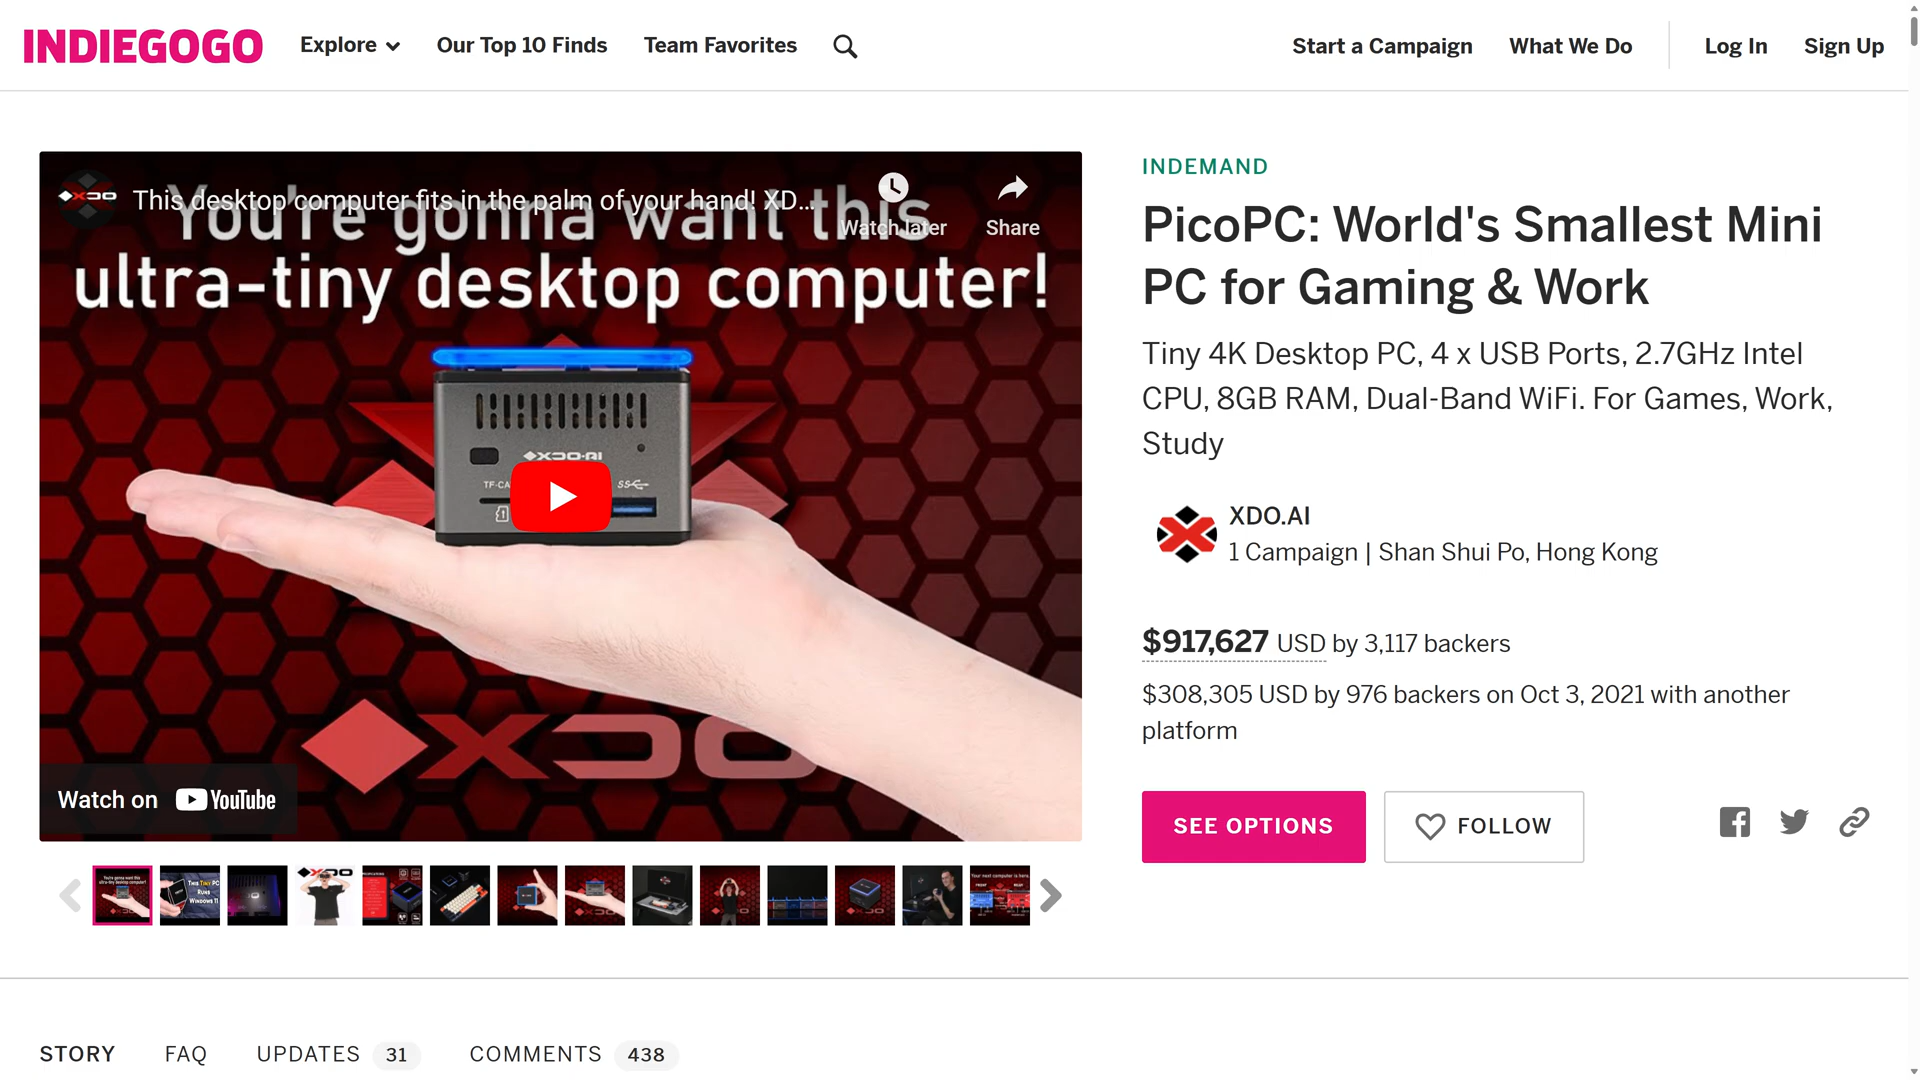 INDIEGOGO
Explore
Our Top 10 Finds
Team Favorites
Start a Campaign
What We Do
Log In
Sign Up
This desktop computer fits in the palm of your hand! XD...
Watch later
Share
You're gonna want this
ultra-tiny desktop computer!
XDO-AI
TF-CA
SS
XDO
Watch on YouTube
INDEMAND
PicoPC: World's Smallest Mini
PC for Gaming & Work
Tiny 4K Desktop PC, 4 x USB Ports, 2.7GHz Intel
CPU, 8GB RAM, Dual-Band WiFi. For Games, Work,
Study
XDO.AI
1 Campaign | Shan Shui Po, Hong Kong
$917,627 USD by 3,117 backers
$308,305 USD by 976 backers on Oct 3, 2021 with another
platform
SEE OPTIONS
FOLLOW
THIS TINY PC
RUNS
WINDOWS 11
STORY
FAQ
UPDATES 31
COMMENTS 438